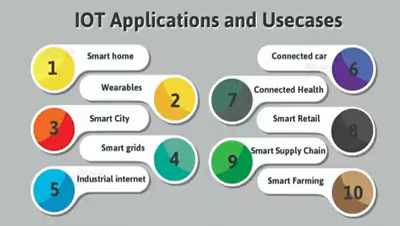 IOT Applications and Usecases
1 Smart home
Wearables 2
3 Smart City
Smart grids 4
5 Industrial internet
Connected car 6
7 Connected Health
Smart Retail 8
9 Smart Supply Chain
Smart Farming 10